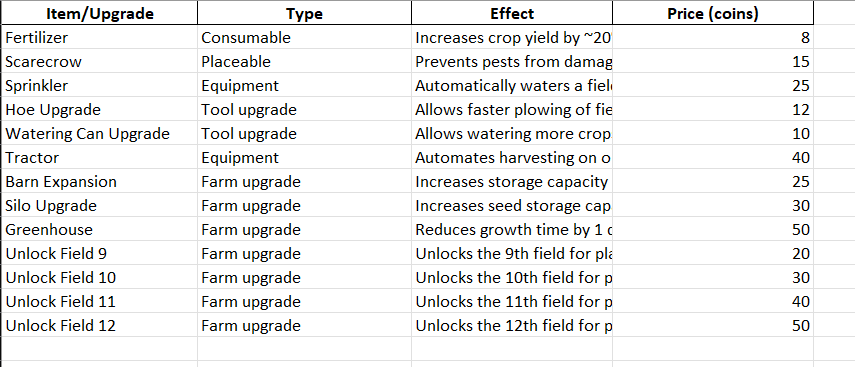 Item/Upgrade Type Effect Price (coins)
Fertilizer Consumable Increases crop yield by ~20 8
Scarecrow Placeable Prevents pests from damag 15
Sprinkler Equipment Automatically waters a fiel 25
Hoe Upgrade Tool upgrade Allows faster plowing of fie 12
Watering Can Upgrade Tool upgrade Allows watering more crop 10
Tractor Equipment Automates harvesting on o 40
Barn Expansion Farm upgrade Increases storage capacity 25
Silo Upgrade Farm upgrade Increases seed storage cap 30
Greenhouse Farm upgrade Reduces growth time by 1 50
Unlock Field 9 Farm upgrade Unlocks the 9th field for pla 20
Unlock Field 10 Farm upgrade Unlocks the 10th field for p 30
Unlock Field 11 Farm upgrade Unlocks the 11th field for p 40
Unlock Field 12 Farm upgrade Unlocks the 12th field for p 50